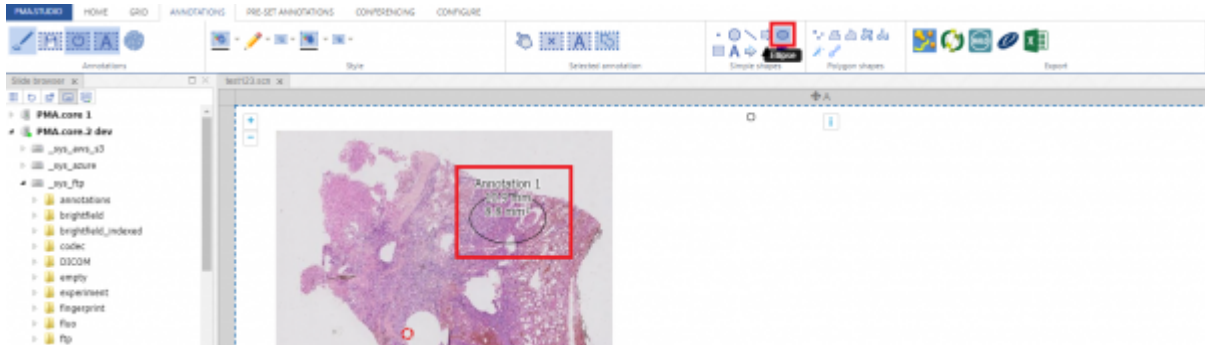 PMA.STUDIO HOME GRID ANNOTATIONS PRE-SET ANNOTATIONS CONFERENCING CONFIGURE
A
A
A
Ellipse
Annotations Style Selected annotation Simple shapes Polygon shapes Export
Slide browser x
test123.scn x
A
PMA.core 1
PMA.core.2 dev
_sys_aws_s3
_sys_azure
_sys_ftp
annotations
brightfield
brightfield_indexed
codec
DICOM
empty
experiment
fingerprint
fluo
ftp
+
-
i
Annotation 1